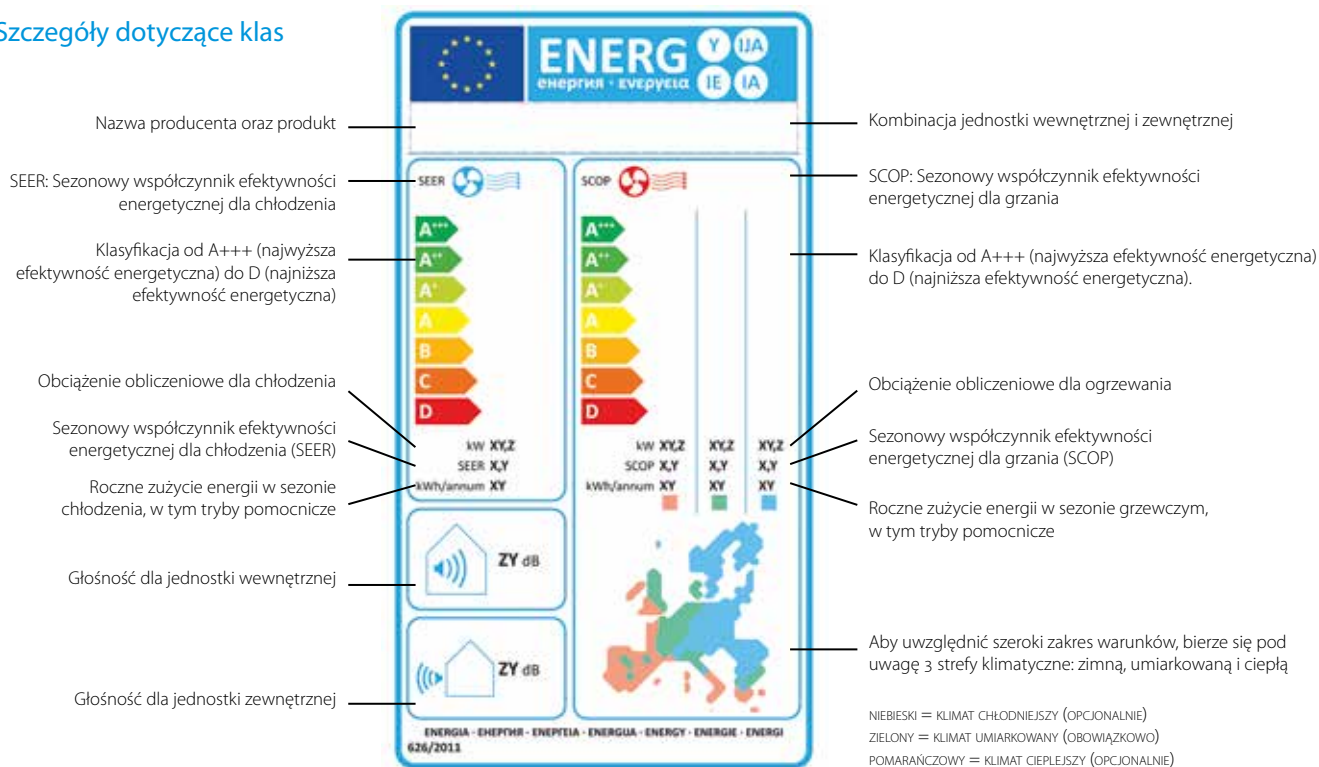 Szczegóły dotyczące klas
ENERG
енергия · ενεργεια
Y IJA
IE IA
Nazwa producenta oraz produkt
Kombinacja jednostki wewnętrznej i zewnętrznej
SEER: Sezonowy współczynnik efektywności
energetycznej dla chłodzenia
SEER
SCOP
SCOP: Sezonowy współczynnik efektywności
energetycznej dla grzania
Klasyfikacja od A+++ (najwyższa
efektywność energetyczna) do D (najniższa
efektywność energetyczna)
A+++
A++
A+
A
B
C
D
A+++
A++
A+
A
B
C
D
Klasyfikacja od A+++ (najwyższa efektywność energetyczna)
do D (najniższa efektywność energetyczna).
Obciążenie obliczeniowe dla chłodzenia
Sezonowy współczynnik efektywności
energetycznej dla chłodzenia (SEER)
Roczne zużycie energii w sezonie
chłodzenia, w tym tryby pomocnicze
kW XY,Z
SEER X,Y
kWh/annum XY
kW XY,Z XY,Z XY,Z
SCOP X,Y X,Y X,Y
kWh/annum XY XY XY
Obciążenie obliczeniowe dla ogrzewania
Sezonowy współczynnik efektywności
energetycznej dla grzania (SCOP)
Roczne zużycie energii w sezonie grzewczym,
w tym tryby pomocnicze
Głośność dla jednostki wewnętrznej
ZY dB
Głośność dla jednostki zewnętrznej
ZY dB
Aby uwzględnić szeroki zakres warunków, bierze się pod
uwagę 3 strefy klimatyczne: zimną, umiarkowaną i ciepłą
NIEBIESKI = KLIMAT CHŁODNIEJSZY (OPCJONALNIE)
ZIELONY = KLIMAT UMIARKOWANY (OBOWIĄZKOWO)
POMARAŃCZOWY = KLIMAT CIEPLEJSZY (OPCJONALNIE)
ENERGIA · ЕНЕРГИЯ · ΕΝΕΡΓΕΙΑ · ENERGIJA · ENERGY · ENERGIE · ENERGI
626/2011